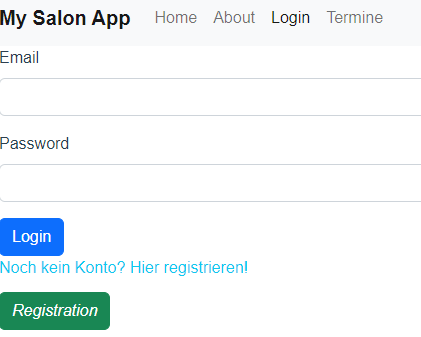 My Salon App Home About Login Termine
Email
Password
Login
Noch kein Konto? Hier registrieren!
Registration